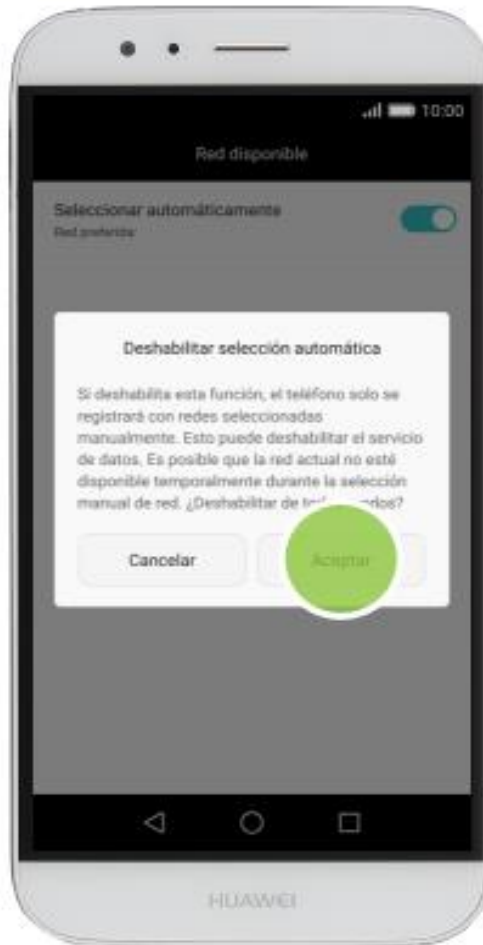 10:00
Red disponible
Seleccionar automáticamente
Red preferida
Deshabilitar selección automática
Si deshabilita esta función, el teléfono solo se
registrará con redes seleccionadas
manualmente. Esto puede deshabilitar el servicio
de datos. Es posible que la red actual no esté
disponible temporalmente durante la selección
manual de red. ¿Deshabilitar de
Cancelar
Aceptar
HUAWEI